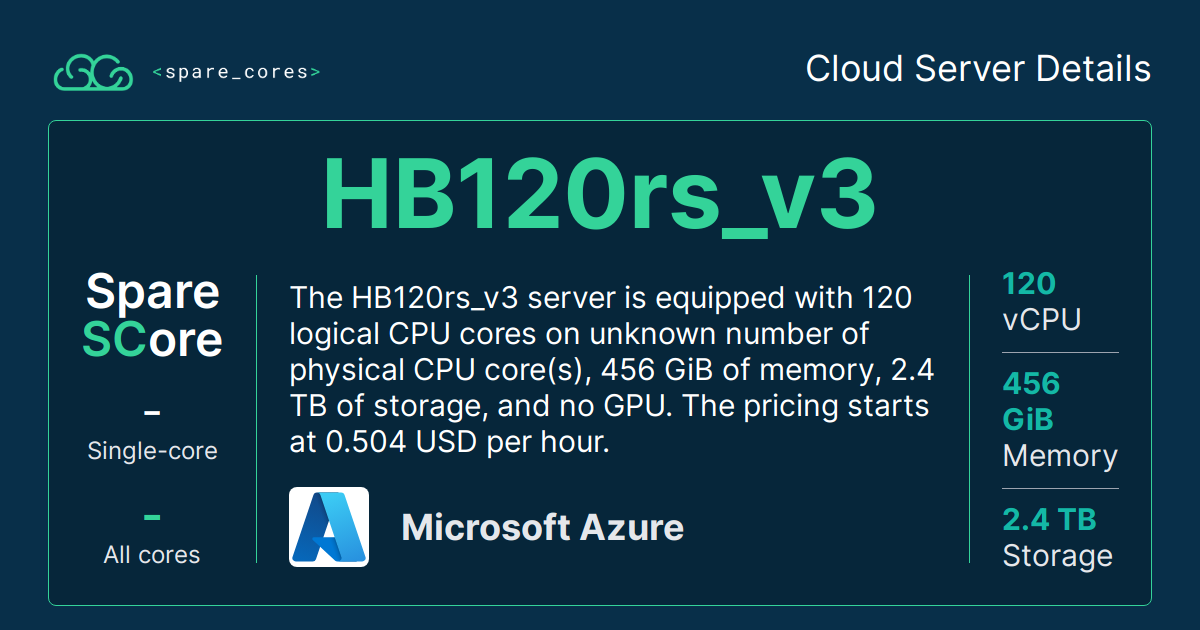 <spare_cores>
Cloud Server Details
HB120rs_v3
Spare
SCore
–
Single-core
–
All cores
The HB120rs_v3 server is equipped with 120
logical CPU cores on unknown number of
physical CPU core(s), 456 GiB of memory, 2.4
TB of storage, and no GPU. The pricing starts
at 0.504 USD per hour.
Microsoft Azure
120
vCPU
456
GiB
Memory
2.4 TB
Storage